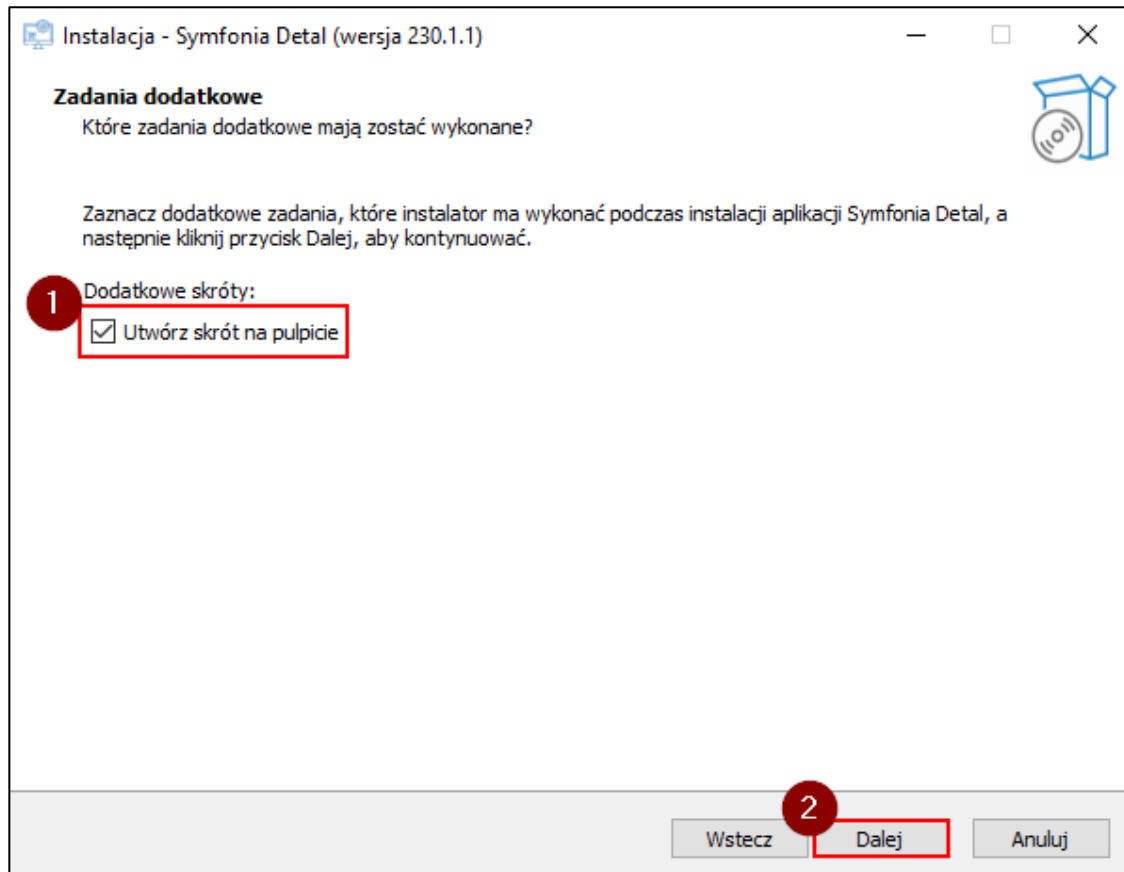 Instalacja - Symfonia Detal (wersja 230.1.1)
Zadania dodatkowe
Które zadania dodatkowe mają zostać wykonane?
Zaznacz dodatkowe zadania, które instalator ma wykonać podczas instalacji aplikacji Symfonia Detal, a
następnie kliknij przycisk Dalej, aby kontynuować.
1
Dodatkowe skróty:
Utwórz skrót na pulpicie
2
Wstecz Dalej Anuluj